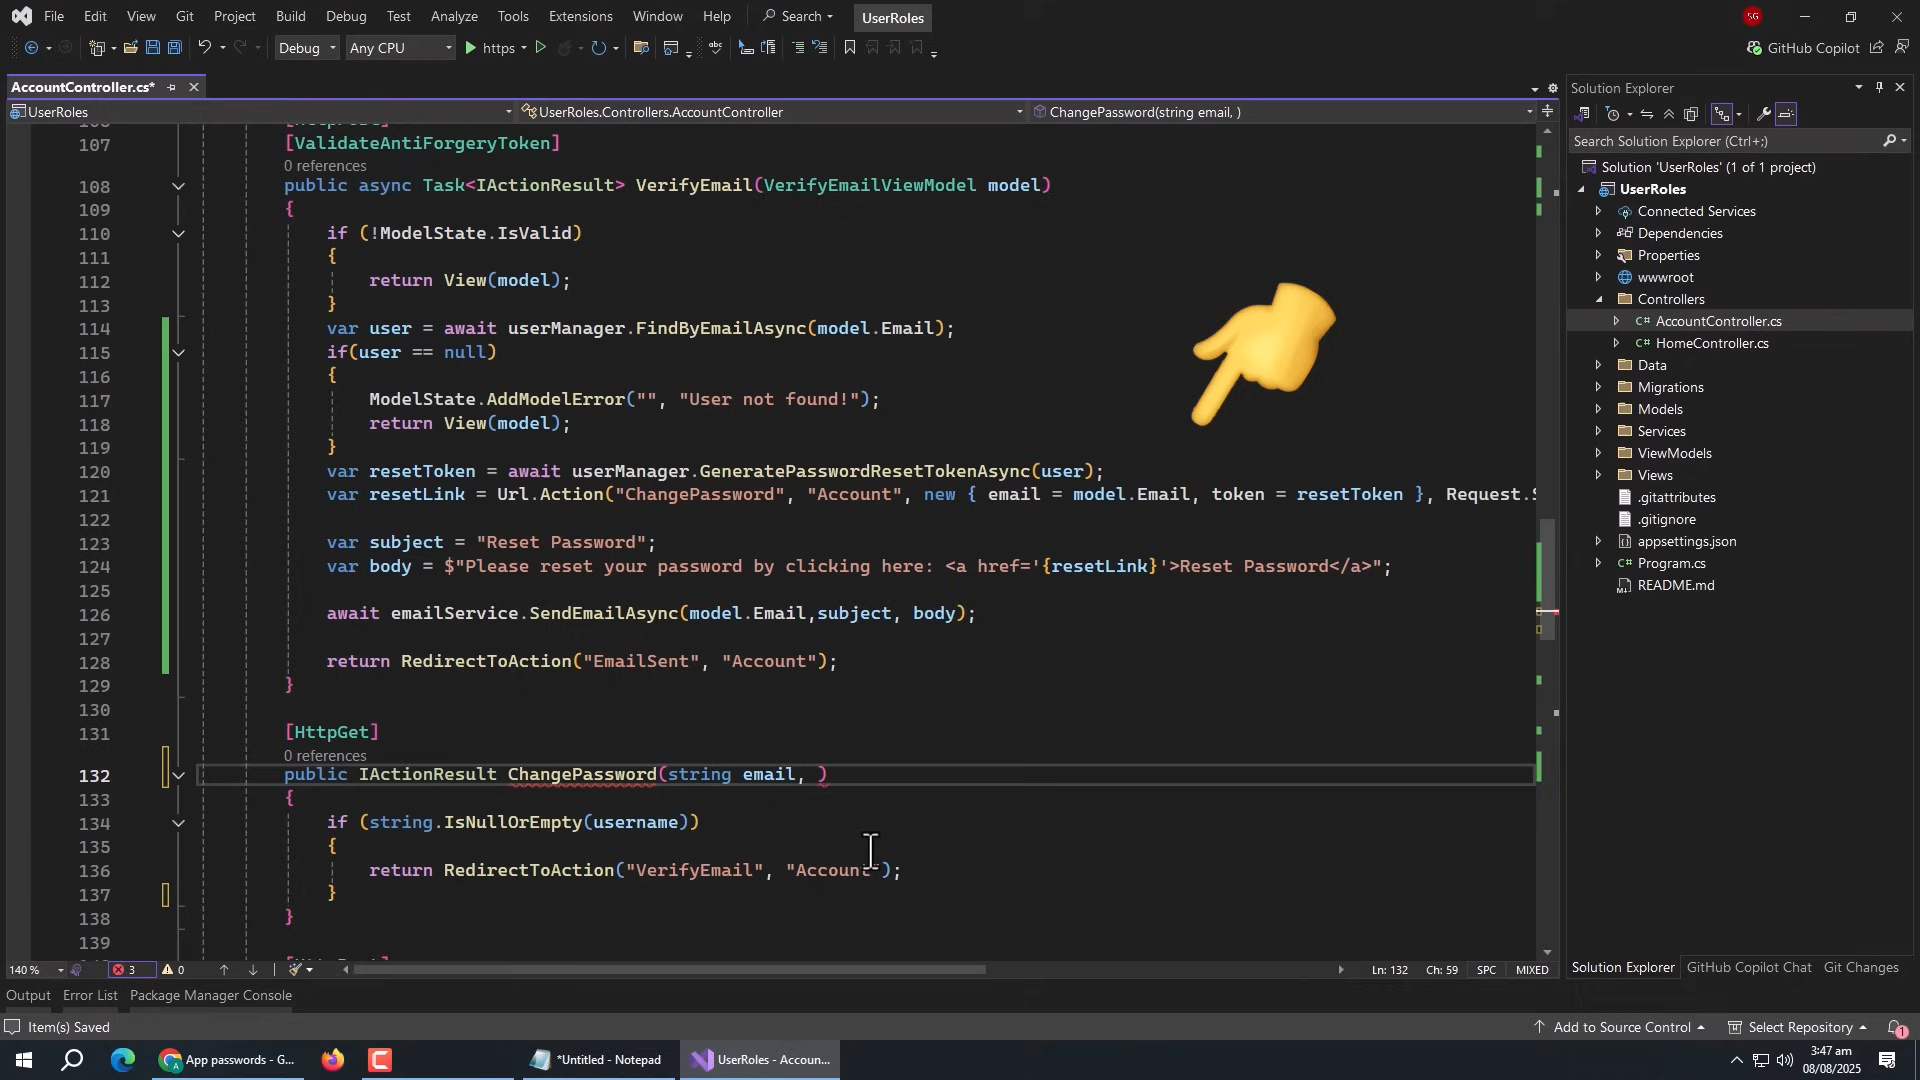 File Edit View Git Project Build Debug Test Analyze Tools Extensions Window Help Search UserRoles SG
Debug Any CPU https GitHub Copilot
AccountController.cs*
UserRoles UserRoles.Controllers.AccountController ChangePassword(string email, )
107 [ValidateAntiForgeryToken]
0 references
108 public async Task<IActionResult> VerifyEmail(VerifyEmailViewModel model)
109 {
110 if (!ModelState.IsValid)
111 {
112 return View(model);
113 }
114 var user = await userManager.FindByEmailAsync(model.Email);
115 if(user == null)
116 {
117 ModelState.AddModelError("", "User not found!");
118 return View(model);
119 }
120 var resetToken = await userManager.GeneratePasswordResetTokenAsync(user);
121 var resetLink = Url.Action("ChangePassword", "Account", new { email = model.Email, token = resetToken }, Request.
122
123 var subject = "Reset Password";
124 var body = $"Please reset your password by clicking here: <a href='{resetLink}'>Reset Password</a>";
125
126 await emailService.SendEmailAsync(model.Email,subject, body);
127
128 return RedirectToAction("EmailSent", "Account");
129 }
130
131 [HttpGet]
0 references
132 public IActionResult ChangePassword(string email, )
133 {
134 if (string.IsNullOrEmpty(username))
135 {
136 return RedirectToAction("VerifyEmail", "Account");
137 }
138 }
139
140 % 3 0 Ln: 132 Ch: 59 SPC MIXED
Solution Explorer
Search Solution Explorer (Ctrl+;)
Solution 'UserRoles' (1 of 1 project)
UserRoles
Connected Services
Dependencies
Properties
wwwroot
Controllers
C# AccountController.cs
C# HomeController.cs
Data
Migrations
Models
Services
ViewModels
Views
.gitattributes
.gitignore
appsettings.json
C# Program.cs
README.md
Solution Explorer GitHub Copilot Chat Git Changes
Output Error List Package Manager Console
Item(s) Saved Add to Source Control Select Repository 1
App passwords - G... *Untitled - Notepad UserRoles - Accoun... 3:47 am
08/08/2025